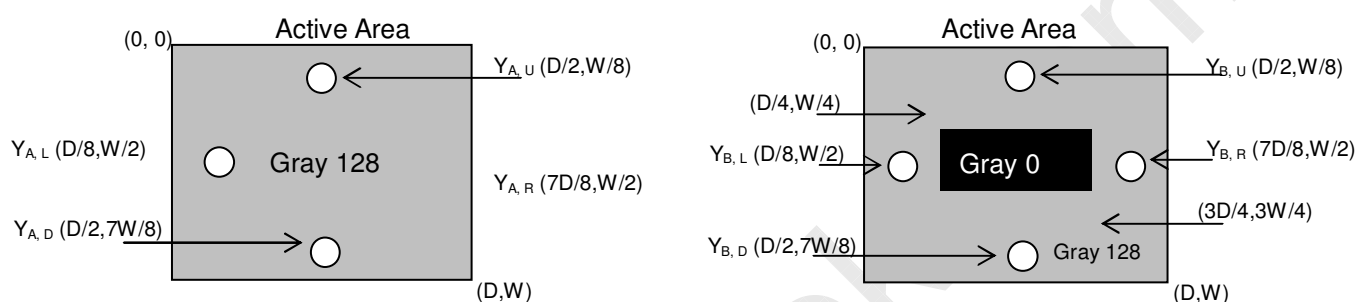 Active Area
(0, 0)
Y_A, U (D/2,W/8)
Y_A, L (D/8,W/2)
Gray 128
Y_A, R (7D/8,W/2)
Y_A, D (D/2,7W/8)
(D,W)
Active Area
(0, 0)
Y_B, U (D/2,W/8)
(D/4,W/4)
Y_B, L (D/8,W/2)
Gray 0
Y_B, R (7D/8,W/2)
(3D/4,3W/4)
Y_B, D (D/2,7W/8)
Gray 128
(D,W)